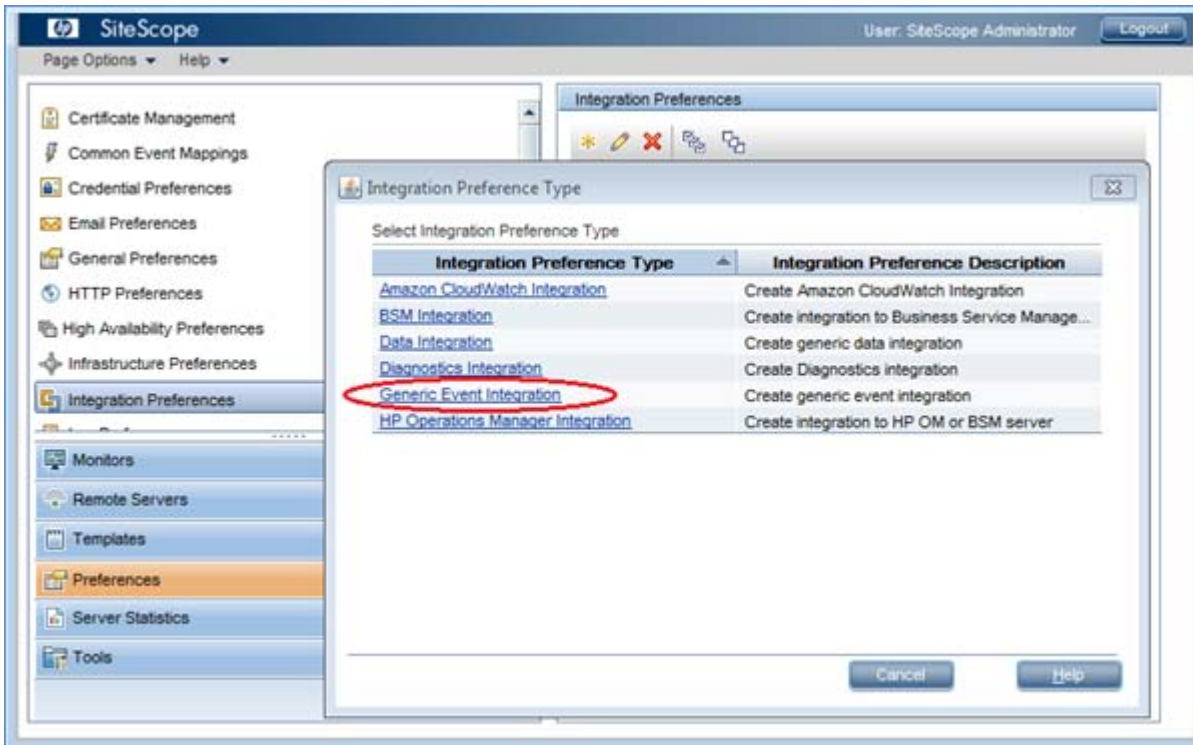 hp SiteScope User: SiteScope Administrator Logout
Page Options Help
Certificate Management
Common Event Mappings
Credential Preferences
Email Preferences
General Preferences
HTTP Preferences
High Availability Preferences
Infrastructure Preferences
Integration Preferences
Monitors
Remote Servers
Templates
Preferences
Server Statistics
Tools
Integration Preferences
Integration Preference Type
Select Integration Preference Type
Integration Preference Type Integration Preference Description
Amazon CloudWatch Integration Create Amazon CloudWatch Integration
BSM Integration Create integration to Business Service Manage...
Data Integration Create generic data integration
Diagnostics Integration Create Diagnostics integration
Generic Event Integration Create generic event integration
HP Operations Manager Integration Create integration to HP OM or BSM server
Cancel Help